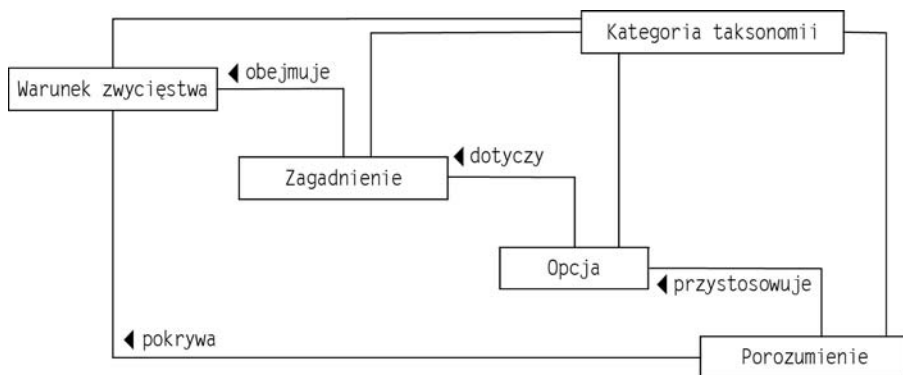 Kategoria taksonomii
◀ obejmuje
Warunek zwycięstwa
◀ dotyczy
Zagadnienie
Opcja
◀ przystosowuje
◀ pokrywa
Porozumienie